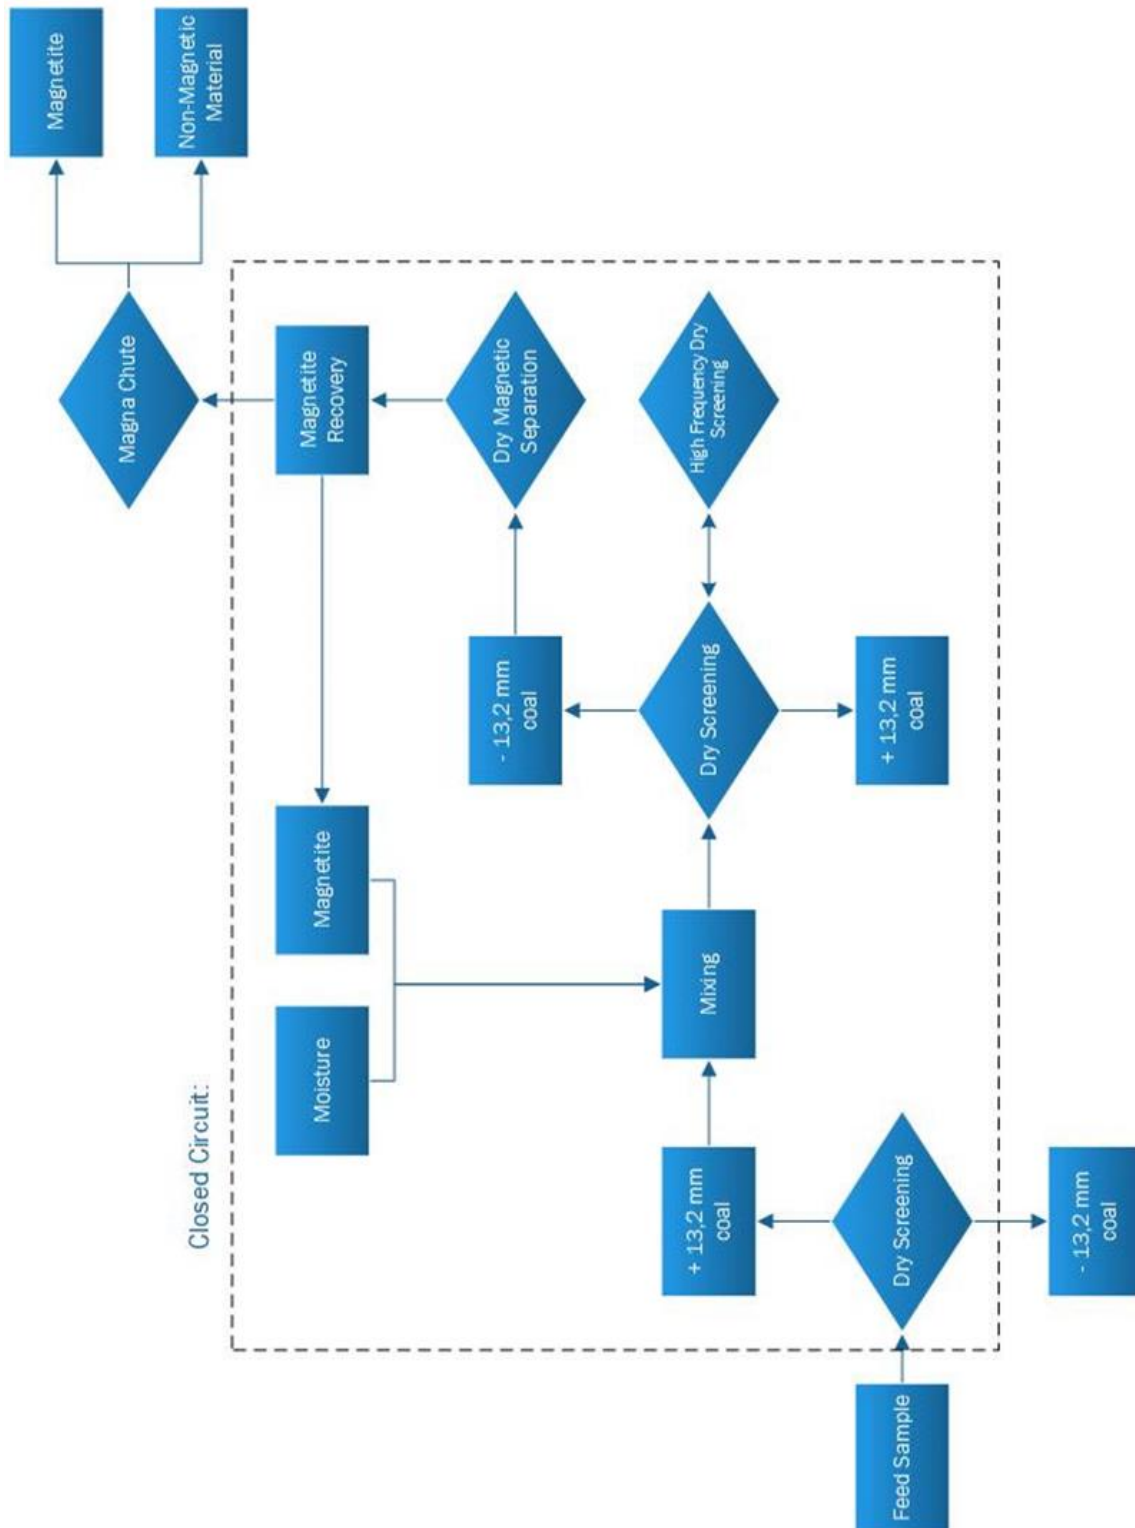 Closed Circuit:
Feed Sample
Dry Screening
- 13,2 mm
coal
+ 13,2 mm
coal
Moisture
Magnetite
Mixing
Dry Screening
- 13,2 mm
coal
+ 13,2 mm
coal
High Frequency Dry
Screening
Dry Magnetic
Separation
Magnetite
Recovery
Magna Chute
Magnetite
Non-Magnetic
Material